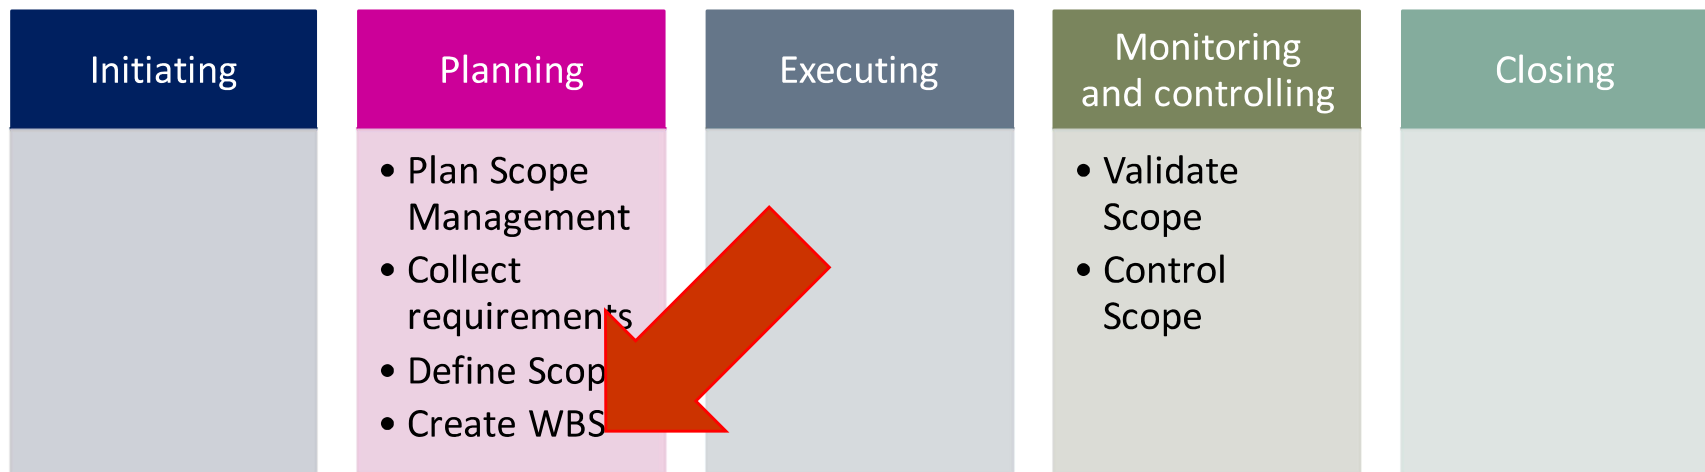 Initiating
Planning
• Plan Scope
Management
• Collect
requirements
• Define Scop
• Create WBS
Executing
Monitoring
and controlling
• Validate
Scope
• Control
Scope
Closing